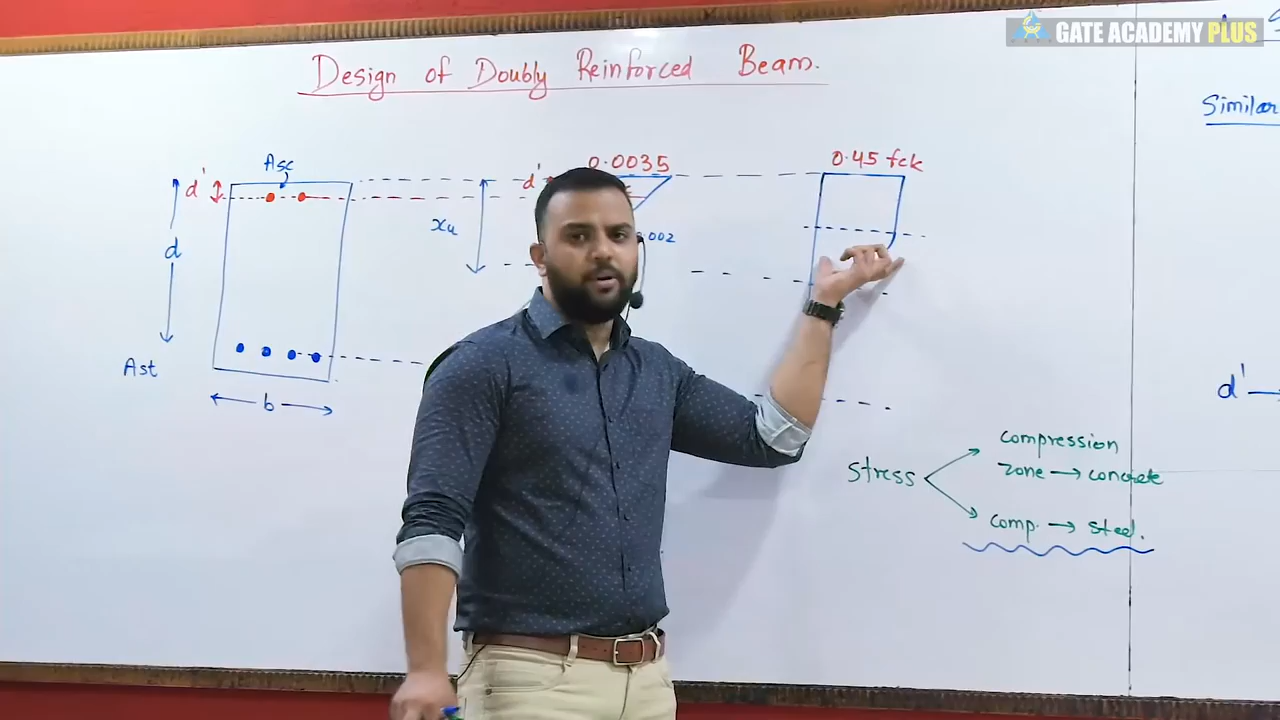 GATE ACADEMY PLUS
Design of Doubly Reinforced Beam.
Similar
Asc
0.0035
0.45 fck
d'
d'
xu
d
.002
Ast
b
d'
Stress
compression
zone → concrete
comp. → steel.